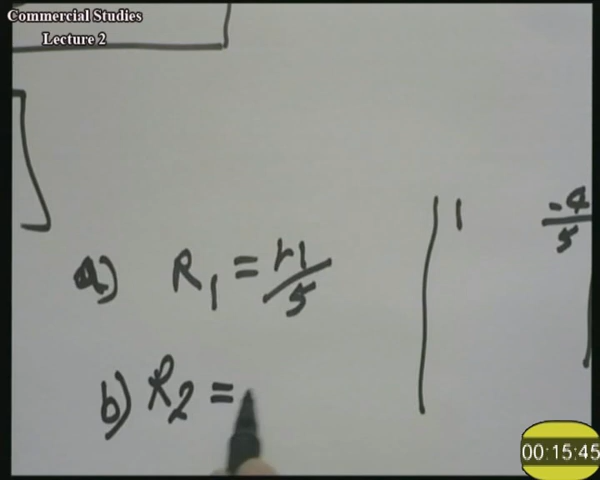 Commercial Studies
Lecture 2
1 -4/5
a) R1 = r1/5
b) R2 =
00:15:45